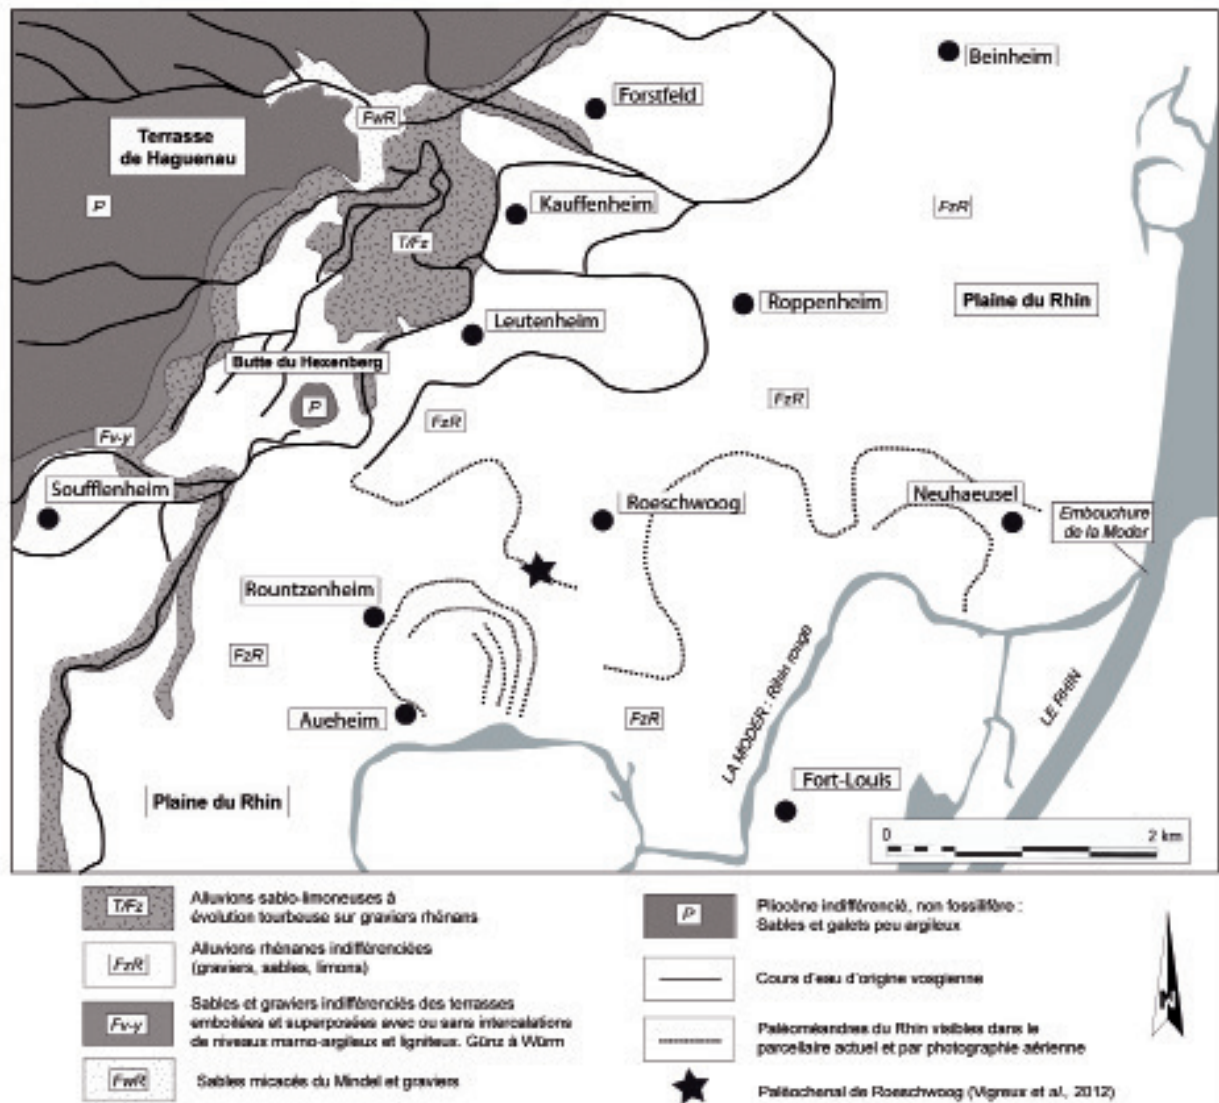 Beinheim
Forstfeld
FwR
Terrasse
de Haguenau
P
Kauffenheim
FzR
T/Fz
Roppenheim
Plaine du Rhin
Leutenheim
Butte du Hexenberg
P
FzR
FzR
Fv-y
Soufflenheim
Roeschwoog
Neuhaeusel
Embouchure
de la Moder
Rountzenheim
FzR
Aueheim
FzR
LA MODER : Rhin rouge
LE RHIN
Fort-Louis
Plaine du Rhin
0 2 km
T/Fz Alluvions sablo-limoneuses à
évolution tourbeuse sur graviers rhénans
FzR Alluvions rhénanes indifférenciées
(graviers, sables, limons)
Fv-y Sables et graviers indifférenciés des terrasses
emboitées et superposées avec ou sans intercalations
de niveaux marno-argileux et ligniteux. Günz à Würm
FwR Sables micacés du Mindel et graviers
P Pliocène indifférencié, non fossilifère :
Sables et galets peu argileux
Cours d'eau d'origine vosgienne
Paléoméandres du Rhin visibles dans le
parcellaire actuel et par photographie aérienne
Paléochenal de Roeschwoog (Vigreux et al., 2012)
N